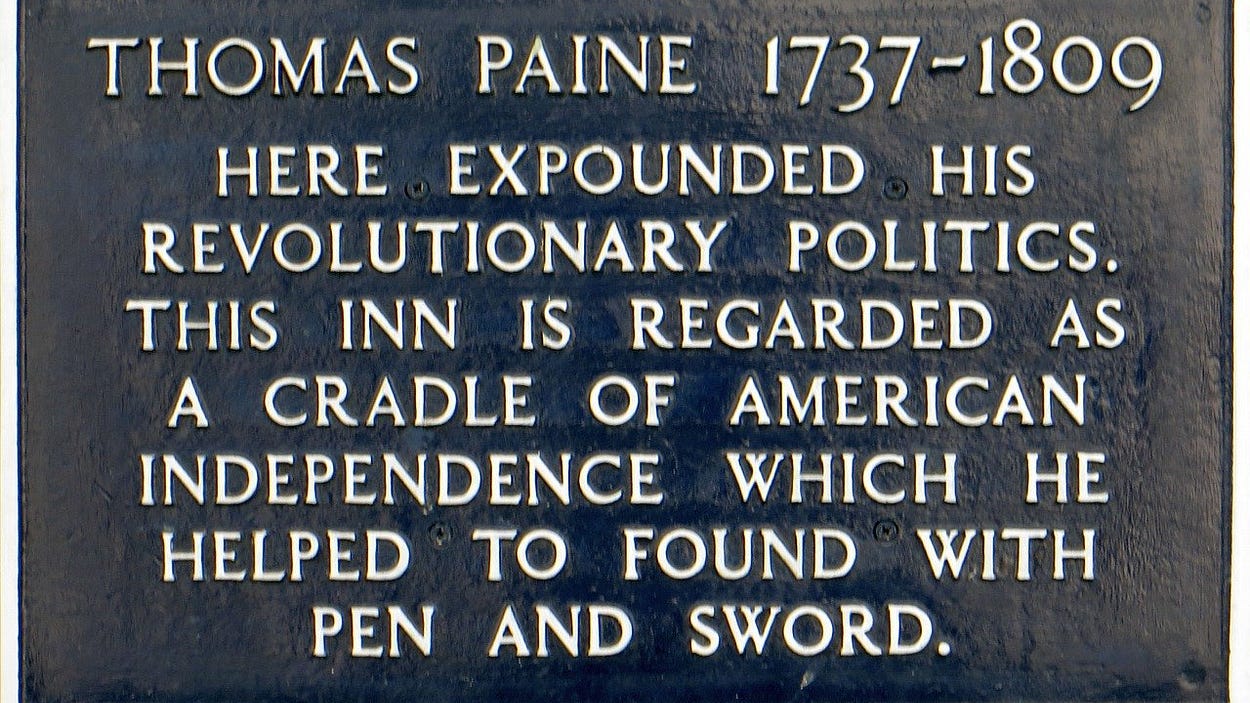 THOMAS PAINE 1737-1809
HERE EXPOUNDED HIS
REVOLUTIONARY POLITICS.
THIS INN IS REGARDED AS
A CRADLE OF AMERICAN
INDEPENDENCE WHICH HE
HELPED TO FOUND WITH
PEN AND SWORD.